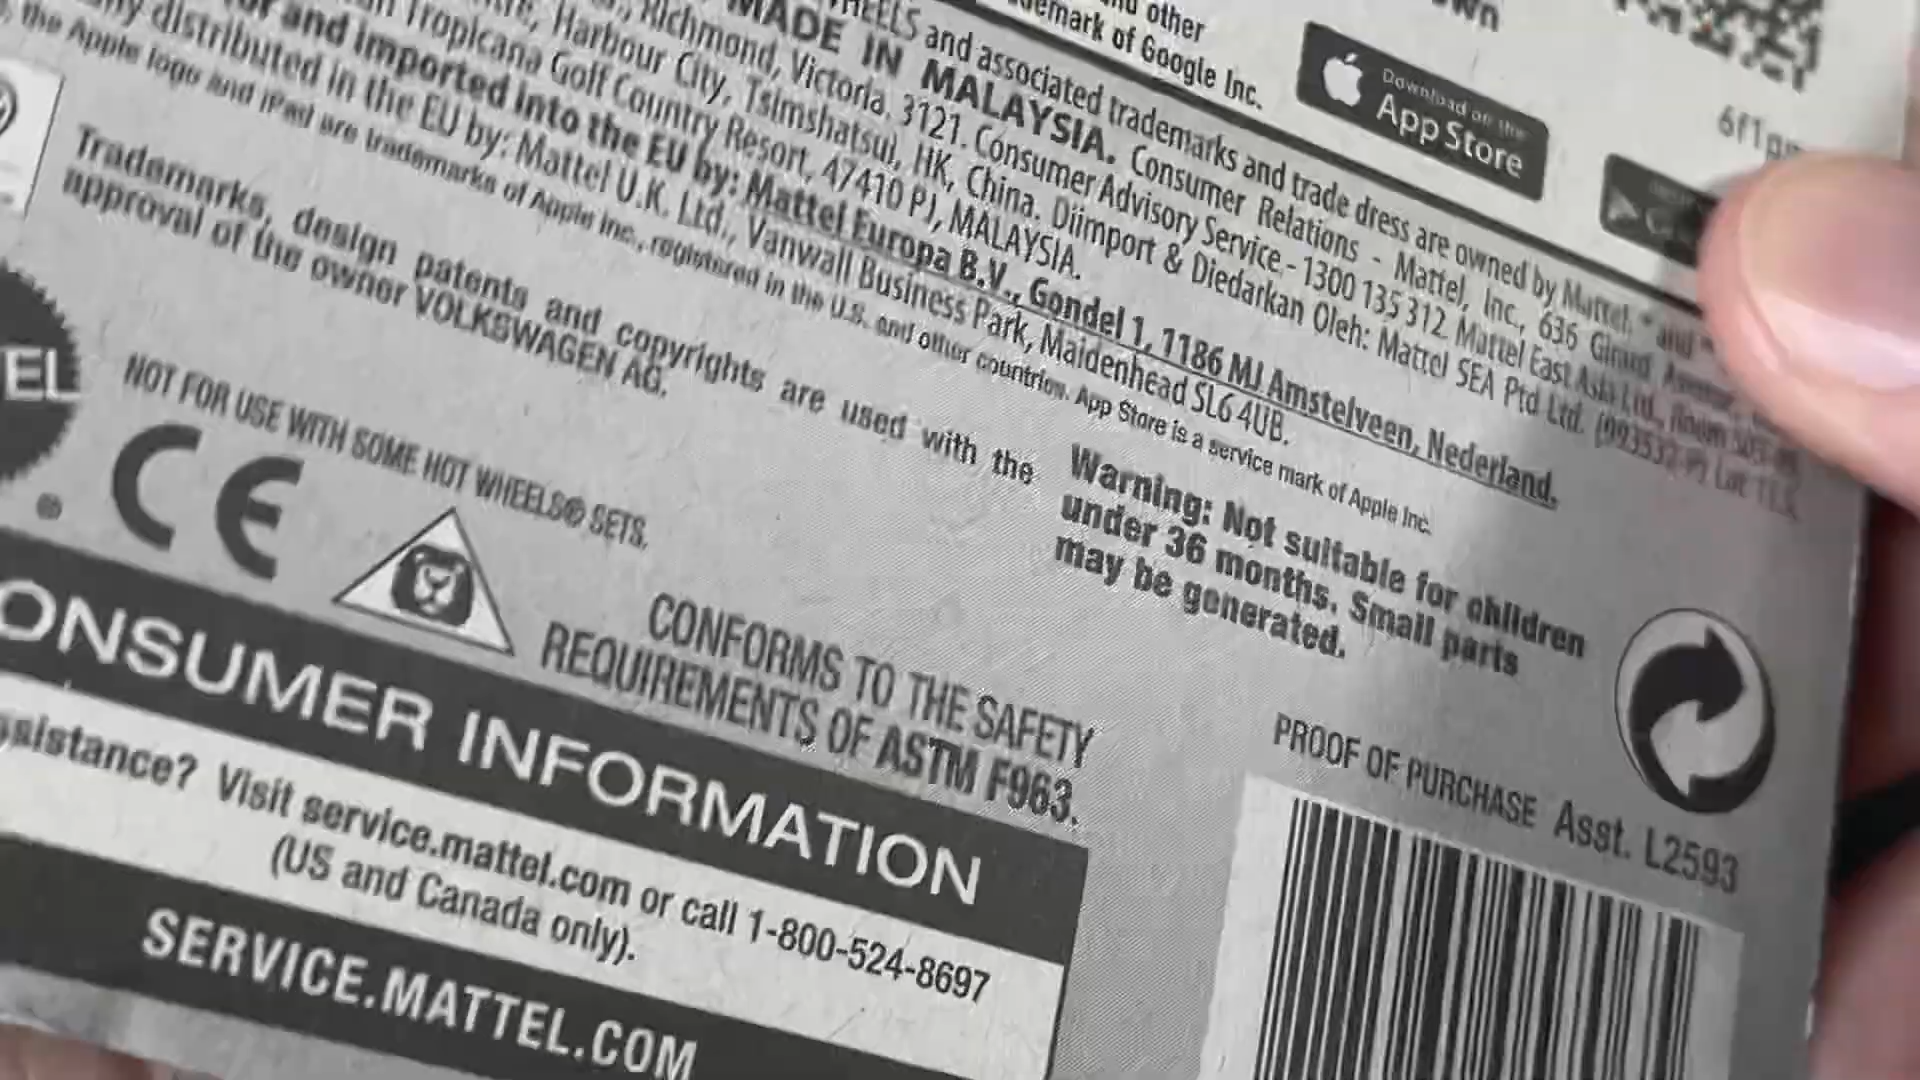 nd other
demark of Google Inc.
Download on the
App Store
6f1
HEELS and associated trademarks and trade dress are owned by Mattel.
MADE IN MALAYSIA. Consumer Relations - Mattel, Inc., 636 Girard
Richmond, Victoria. 3121. Consumer Advisory Service - 1300 135 312. Mattel East Asia Ltd.,
Harbour City, Tsimshatsui, HK, China. Diimport & Diedarkan Oleh: Mattel SEA Ptd Ltd. (993532-P)
Tropicana Golf Country Resort, 47410 PJ, MALAYSIA.
or and imported into the EU by: Mattel Europa B.V., Gondel 1, 1186 MJ Amstelveen, Nederland.
distributed in the EU by: Mattel U.K. Ltd., Vanwall Business Park, Maidenhead SL6 4UB.
the Apple logo and iPad are trademarks of Apple Inc., registered in the U.S. and other countries. App Store is a service mark of Apple Inc.
Trademarks, design patents and copyrights are used with the
approval of the owner VOLKSWAGEN AG.
Warning: Not suitable for children
under 36 months. Small parts
may be generated.
EL
®
NOT FOR USE WITH SOME HOT WHEELS® SETS.
CE
CONFORMS TO THE SAFETY
REQUIREMENTS OF ASTM F963.
PROOF OF PURCHASE Asst. L2593
ONSUMER INFORMATION
ssistance? Visit service.mattel.com or call 1-800-524-8697
(US and Canada only).
SERVICE.MATTEL.COM